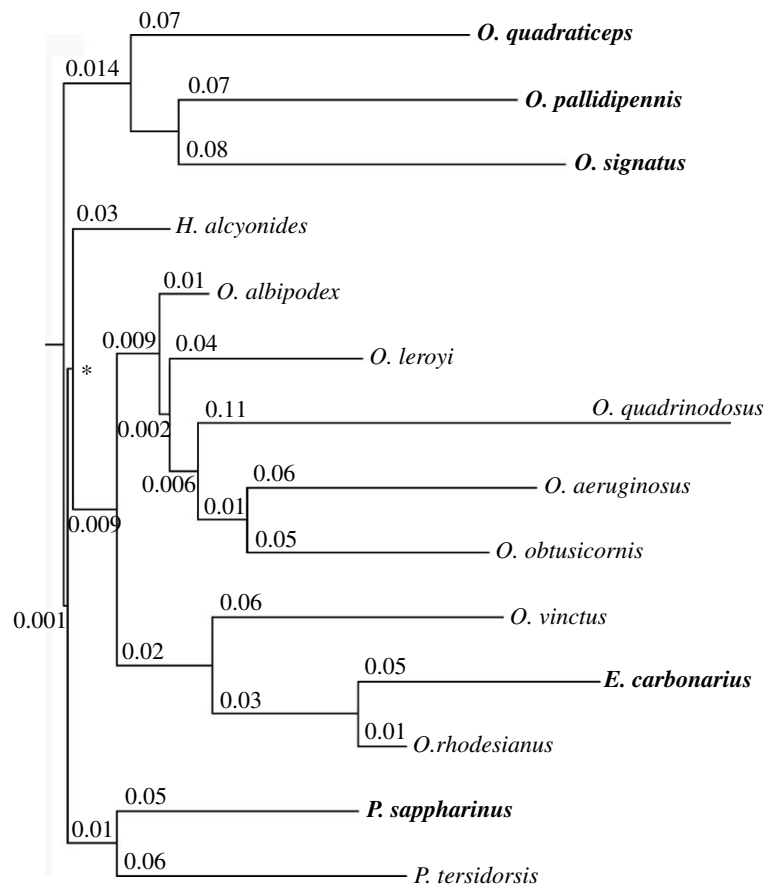 0.07
O. quadraticeps
0.014
0.07
O. pallidipennis
0.08
O. signatus
0.03
H. alcyonides
0.01
O. albipodex
0.009
0.04
O. leroyi
*
0.11
O. quadrinodosus
0.002
0.06
O. aeruginosus
0.006
0.01
0.05
O. obtusicornis
0.009
0.06
O. vinctus
0.001
0.02
0.05
E. carbonarius
0.03
0.01
O.rhodesianus
0.05
P. sappharinus
0.01
0.06
P. tersidorsis